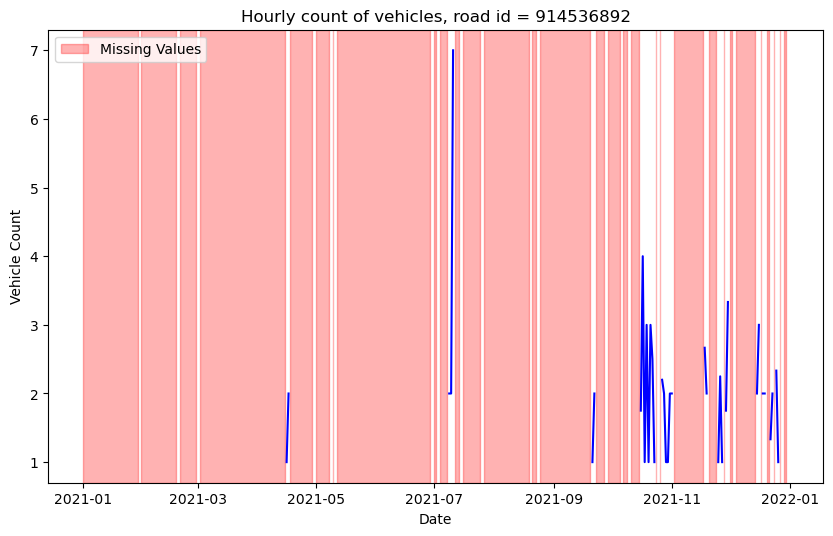 Hourly count of vehicles, road id = 914536892
Missing Values
7
6
5
4
3
2
1
Vehicle Count
2021-01 2021-03 2021-05 2021-07 2021-09 2021-11 2022-01
Date